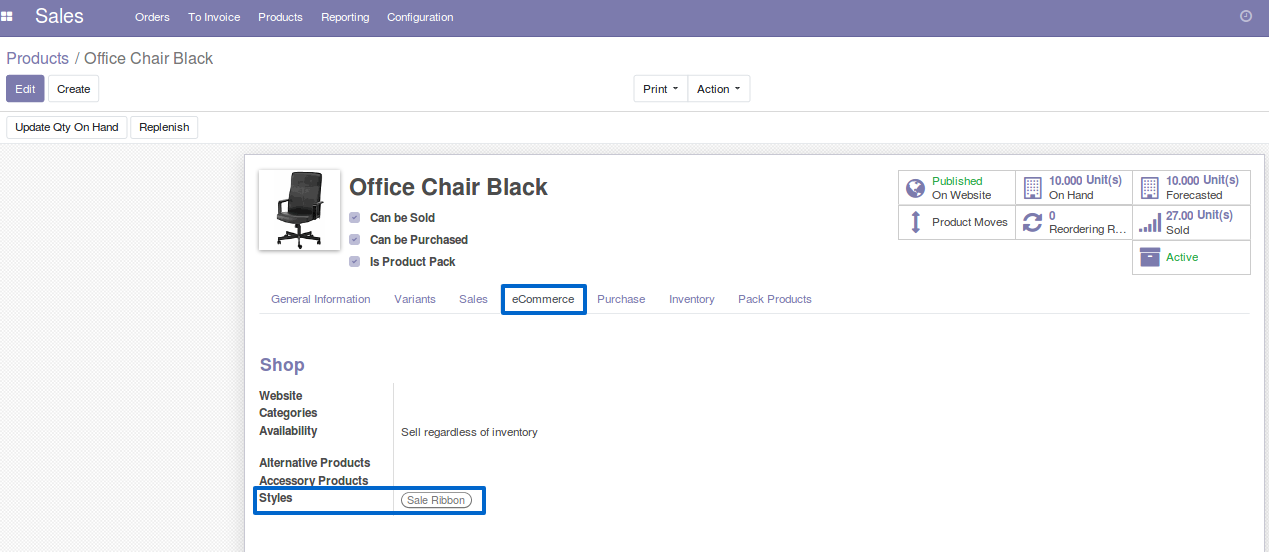 Sales Orders To Invoice Products Reporting Configuration
Products / Office Chair Black
Edit Create Print Action
Update Qty On Hand Replenish
Office Chair Black
Can be Sold
Can be Purchased
Is Product Pack
Published
On Website
10.000 Unit(s)
On Hand
10.000 Unit(s)
Forecasted
Product Moves
0
Reordering R...
27.00 Unit(s)
Sold
Active
General Information Variants Sales eCommerce Purchase Inventory Pack Products
Shop
Website
Categories
Availability Sell regardless of inventory
Alternative Products
Accessory Products
Styles Sale Ribbon